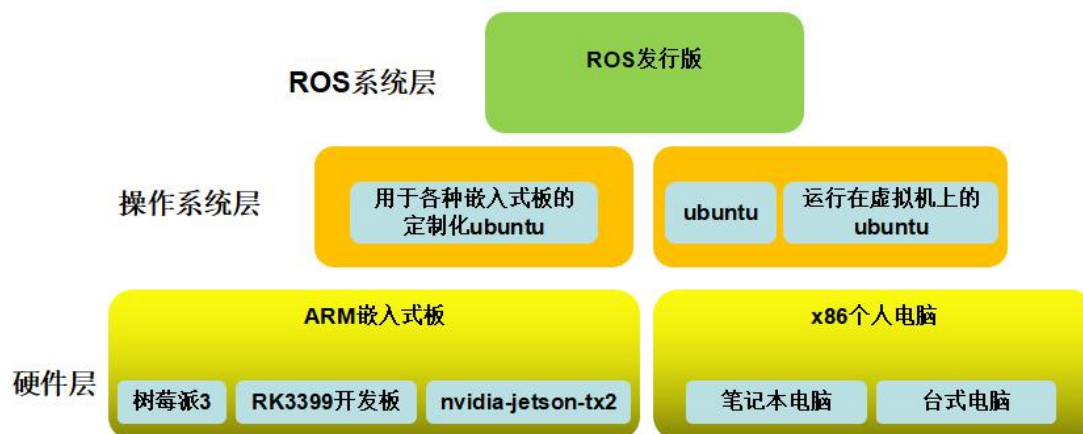 ROS发行版
ROS系统层
操作系统层
用于各种嵌入式板的
定制化ubuntu
ubuntu
运行在虚拟机上的
ubuntu
ARM嵌入式板
x86个人电脑
硬件层
树莓派3
RK3399开发板
nvidia-jetson-tx2
笔记本电脑
台式电脑